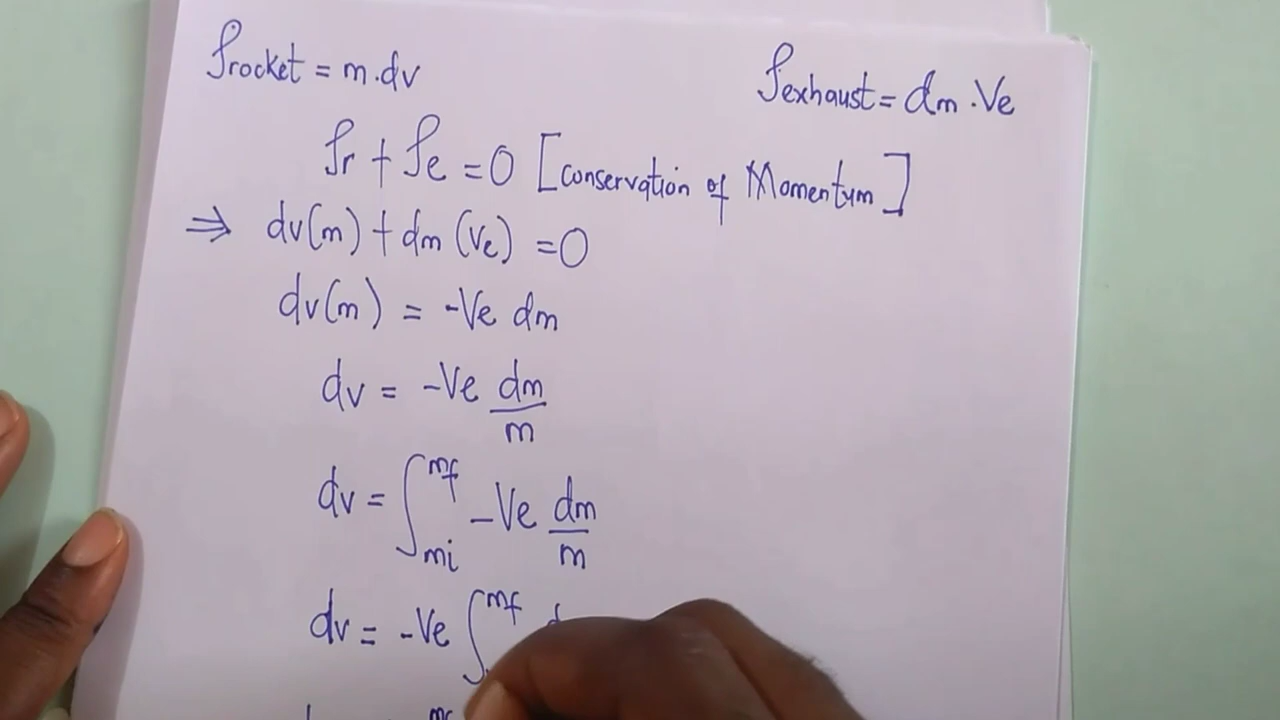 Procket = m.dv
Pexhaust = dm.Ve
Pr + Pe = 0 [conservation of Momentum]
⇒ dv(m) + dm(Ve) = 0
dv(m) = -Ve dm
dv = -Ve dm/m
dv = ∫mi^mf -Ve dm/m
dv = -Ve ∫^mf